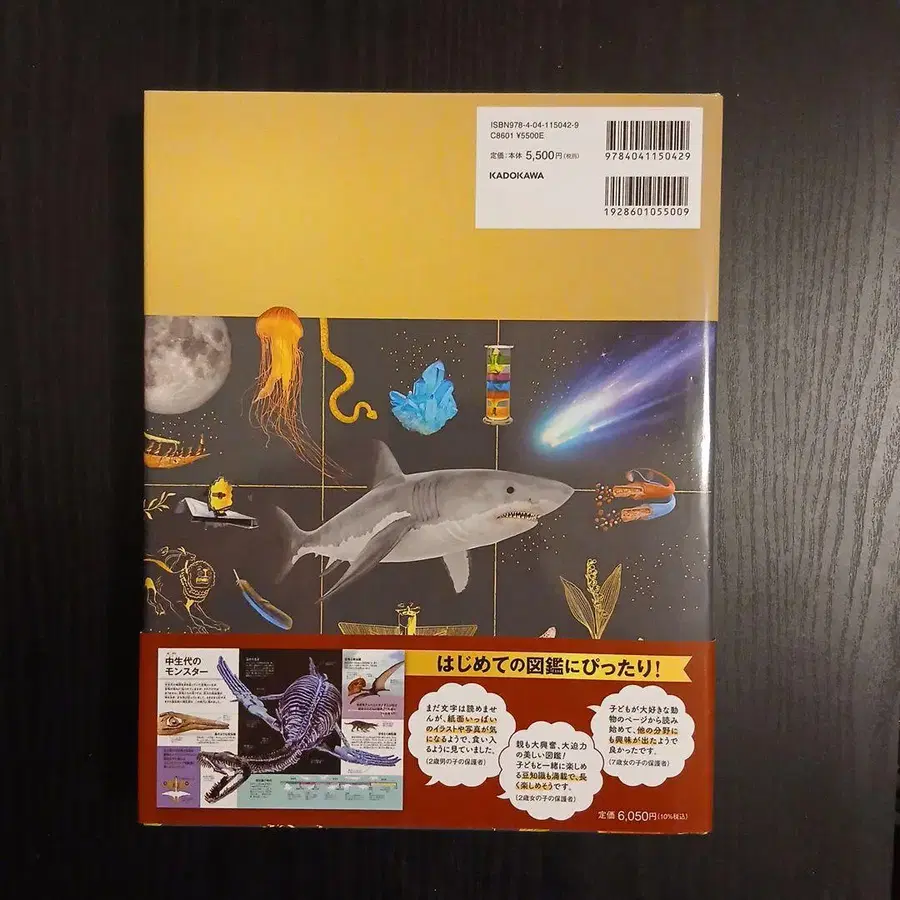 ISBN978-4-04-115042-9
C8601 ¥5500E
定価:本体 5,500円(税別)
KADOKAWA
9784041150429
1928601055009
中生代の
モンスター
はじめての図鑑にぴったり!
まだ文字は読めませ
んが、紙面いっぱい
のイラストや写真が気
になるようで、食い入
るように見ていました。
(2歳男の子の保護者)
親も大興奮、大迫力
の美しい図鑑!
子どもと一緒に楽しめ
る豆知識も満載で、長
く楽しめそうです。
(2歳女の子の保護者)
子どもが大好きな動
物のページから読み
始めて、他の分野に
も興味が出たようで
良かったです。
(7歳女の子の保護者)
定価 6,050円(10%税込)